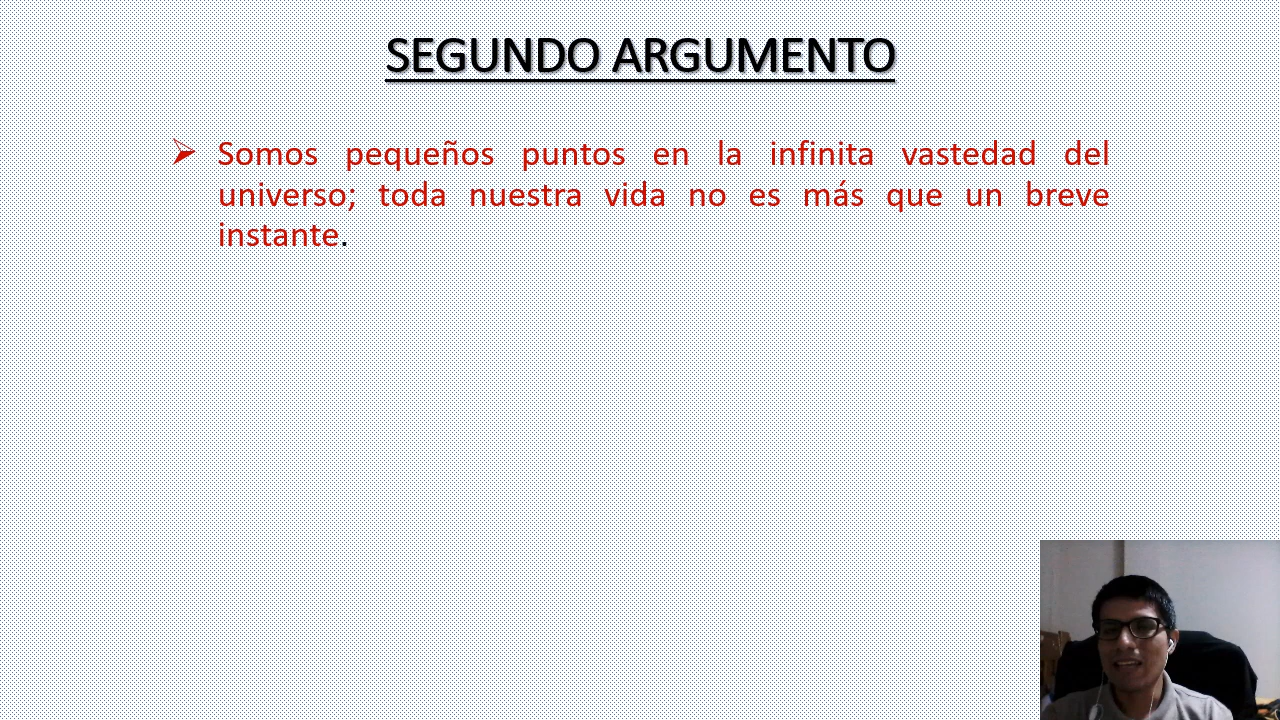 SEGUNDO ARGUMENTO
Somos pequeños puntos en la infinita vastedad del
universo; toda nuestra vida no es más que un breve
instante.